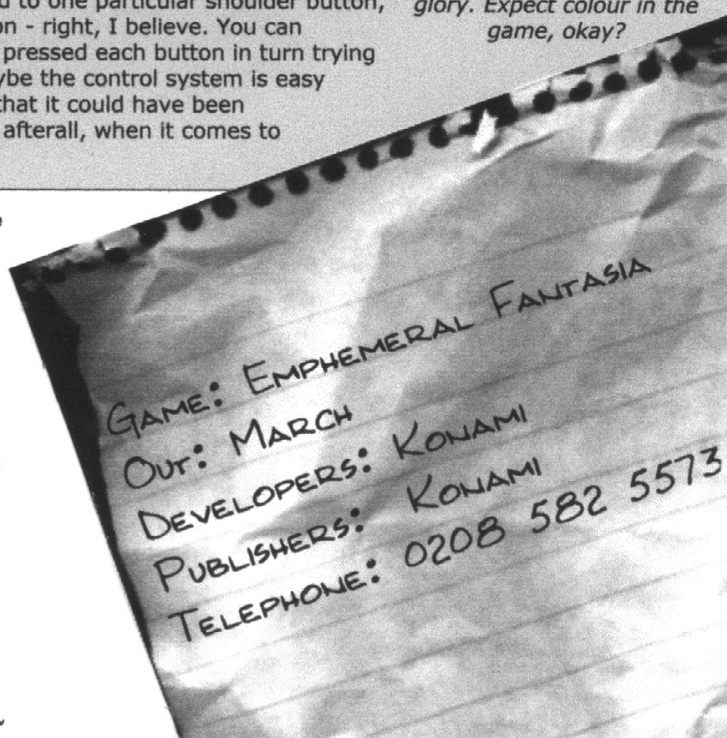 to one particular shoulder button,
on - right, I believe. You can
pressed each button in turn trying
ybe the control system is easy
that it could have been
afterall, when it comes to
glory. Expect colour in the
game, okay?
GAME: EMPHEMERAL FANTASIA
OUT: MARCH
DEVELOPERS: KONAMI
PUBLISHERS: KONAMI
TELEPHONE: 0208 582 5573